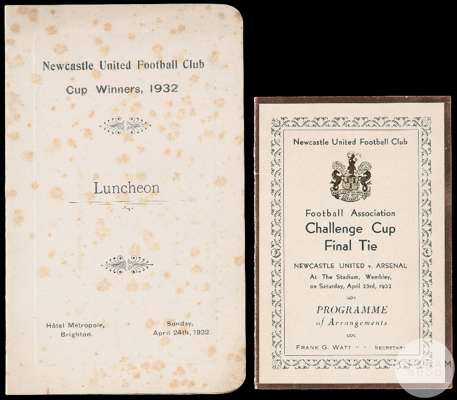 Newcastle United Football Club
Cup Winners, 1932
Luncheon
Hôtel Métropole,
Brighton.
Sunday,
April 24th, 1932.
Newcastle United Football Club
Football Association
Challenge Cup
Final Tie
NEWCASTLE UNITED v. ARSENAL
At The Stadium, Wembley,
on Saturday, April 23rd, 1932
PROGRAMME
of Arrangements
FRANK G. WATT - - - SECRETARY